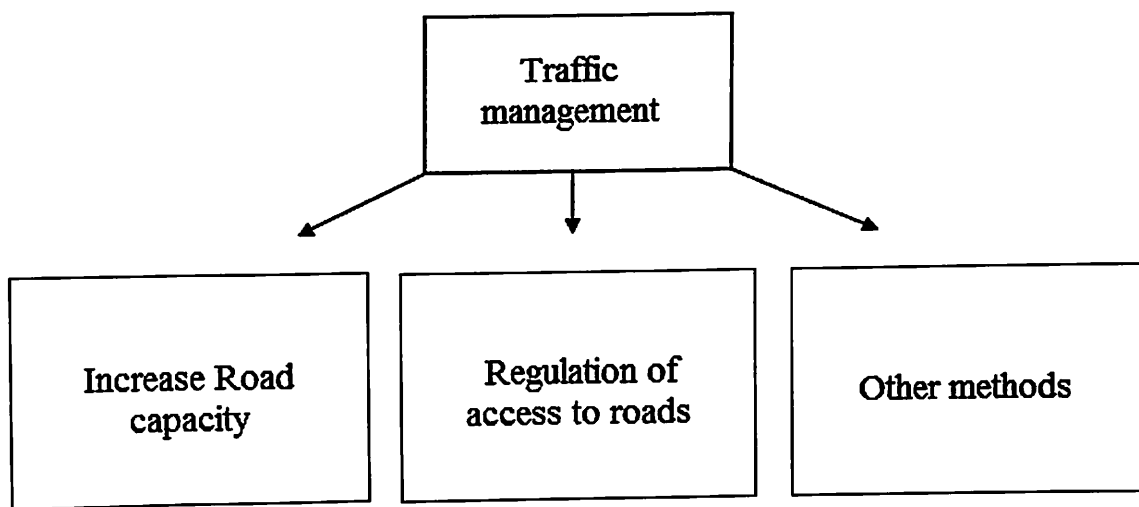 Traffic
management
Increase Road
capacity
Regulation of
access to roads
Other methods